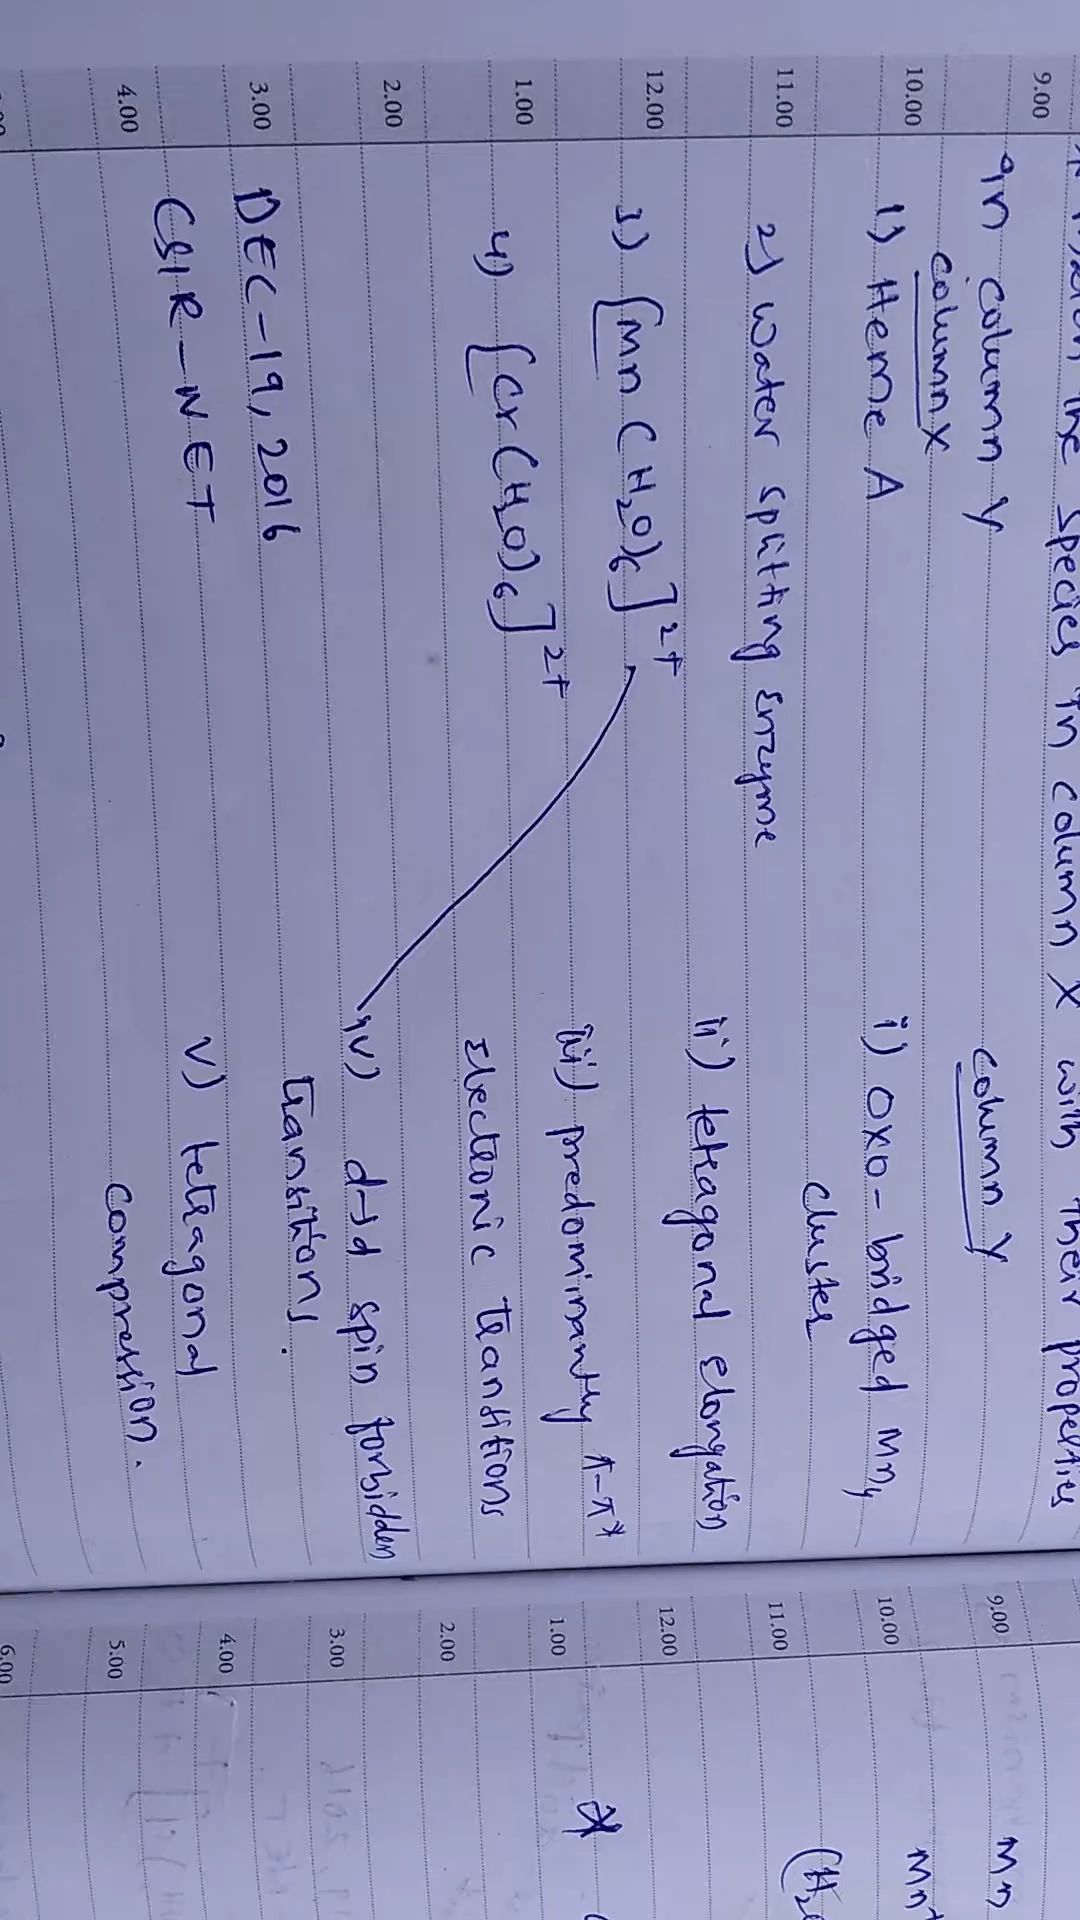 the species in column X with their properties
in column Y
column X
column Y
1) Heme A
i) oxo-bridged Mn4
cluster
2) water splitting enzyme
ii) tetragonal elongation
3) [Mn(H2O)6]2+
iii) predominantly π-π*
electronic transitions
4) [Cr(H2O)6]2+
iv) d→d spin forbidden
transitions.
DEC-19, 2016
v) tetragonal
compression.
CSIR-NET
9.00
10.00
11.00
12.00
1.00
2.00
3.00
4.00
9.00
10.00
11.00
12.00
1.00
2.00
3.00
4.00
5.00
6.00
Mn
Mn+
*